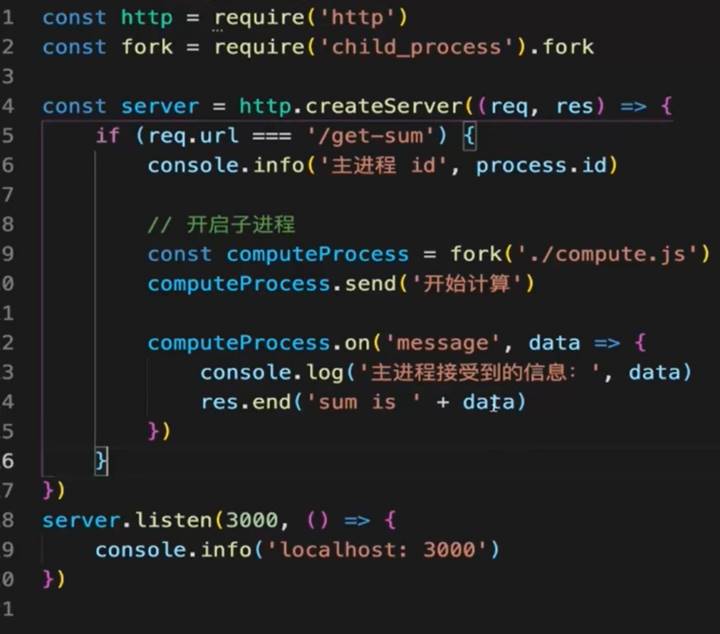 1 const http = require('http')
2 const fork = require('child_process').fork
3
4 const server = http.createServer((req, res) => {
5     if (req.url === '/get-sum') {
6         console.info('主进程 id', process.id)
7
8         // 开启子进程
9         const computeProcess = fork('./compute.js')
0         computeProcess.send('开始计算')
1
2         computeProcess.on('message', data => {
3             console.log('主进程接受到的信息：', data)
4             res.end('sum is ' + data)
5         })
6     }
7 })
8 server.listen(3000, () => {
9     console.info('localhost: 3000')
0 })
1